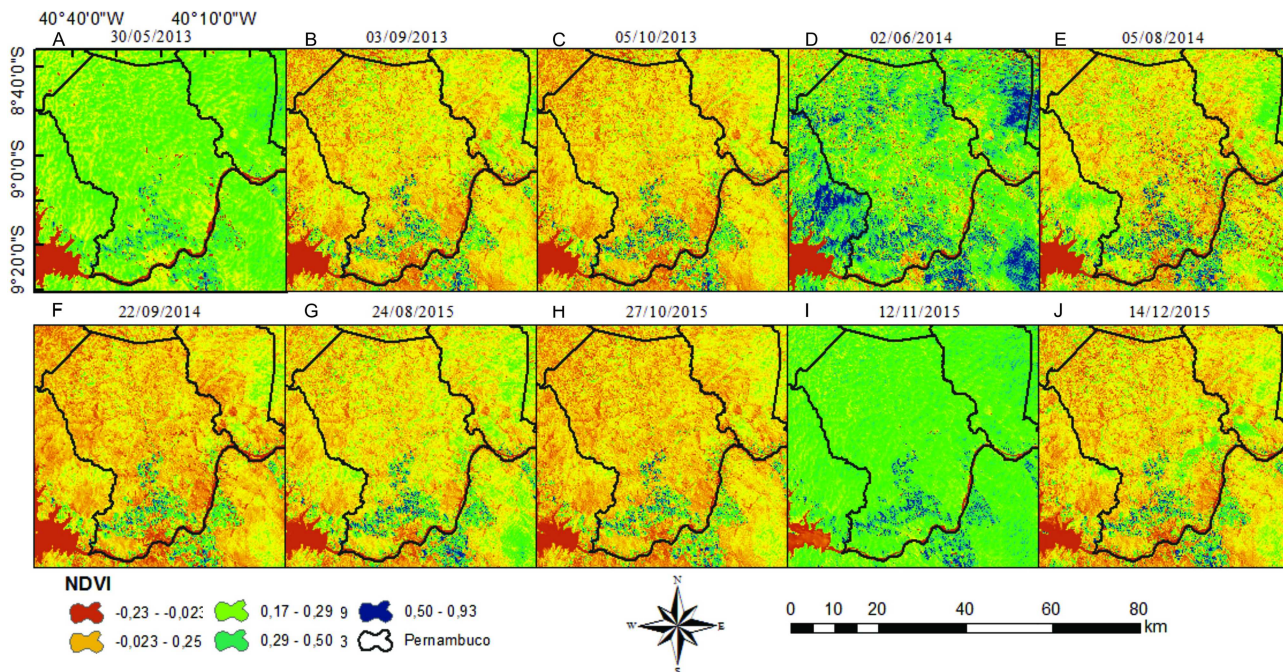 40°40'0"W 40°10'0"W
A 30/05/2013 B 03/09/2013 C 05/10/2013 D 02/06/2014 E 05/08/2014
8°40'0"S
9°0'0"S
9°20'0"S
F 22/09/2014 G 24/08/2015 H 27/10/2015 I 12/11/2015 J 14/12/2015
NDVI
-0,23 - -0,023 0,17 - 0,29 9 0,50 - 0,93
-0,023 - 0,25 0,29 - 0,50 3 Pernambuco
N
W E
S
0 10 20 40 60 80
km